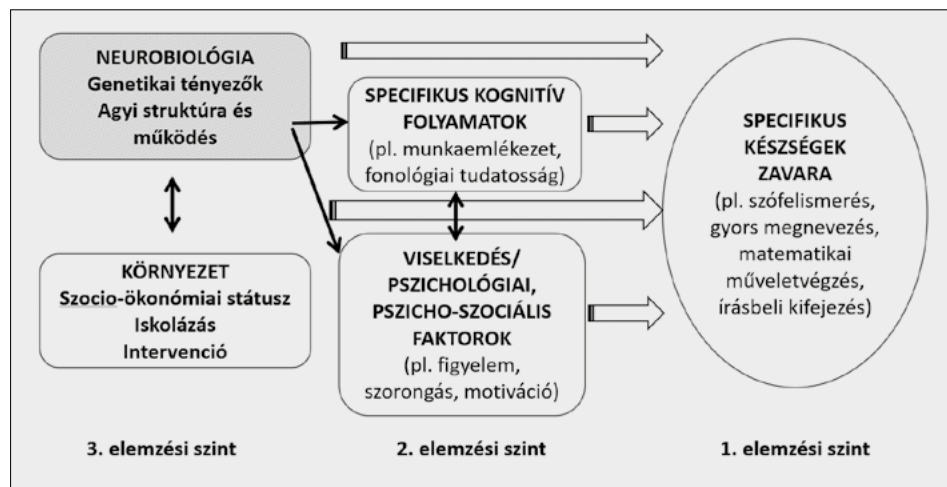 NEUROBIOLÓGIA
Genetikai tényezők
Agyi struktúra és
működés
KÖRNYEZET
Szocio-ökonómiai státusz
Iskolázás
Intervenció
3. elemzési szint
SPECIFIKUS KOGNITÍV
FOLYAMATOK
(pl. munkaemlékezet,
fonológiai tudatosság)
VISELKEDÉS/
PSZICHOLÓGIAI,
PSZICHO-SZOCIÁLIS
FAKTOROK
(pl. figyelem,
szorongás, motiváció)
2. elemzési szint
SPECIFIKUS
KÉSZSÉGEK
ZAVARA
(pl. szófelismerés,
gyors megnevezés,
matematikai
műveletvégzés,
írásbeli kifejezés)
1. elemzési szint